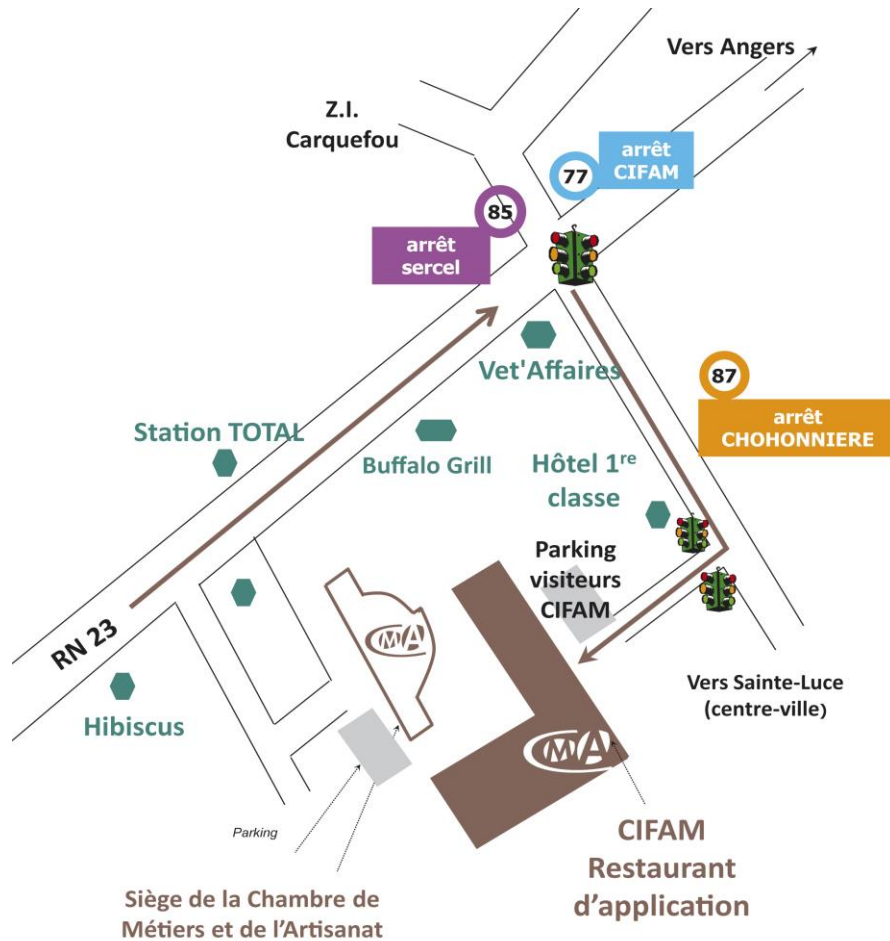 Vers Angers
Z.I.
Carquefou
77
arrêt
CIFAM
85
arrêt
sercel
Vet'Affaires
87
arrêt
CHOHONNIERE
Station TOTAL
Buffalo Grill
Hôtel 1re
classe
Parking
visiteurs
CIFAM
RN 23
CMA
Hibiscus
Vers Sainte-Luce
(centre-ville)
CMA
Parking
CIFAM
Restaurant
d'application
Siège de la Chambre de
Métiers et de l'Artisanat